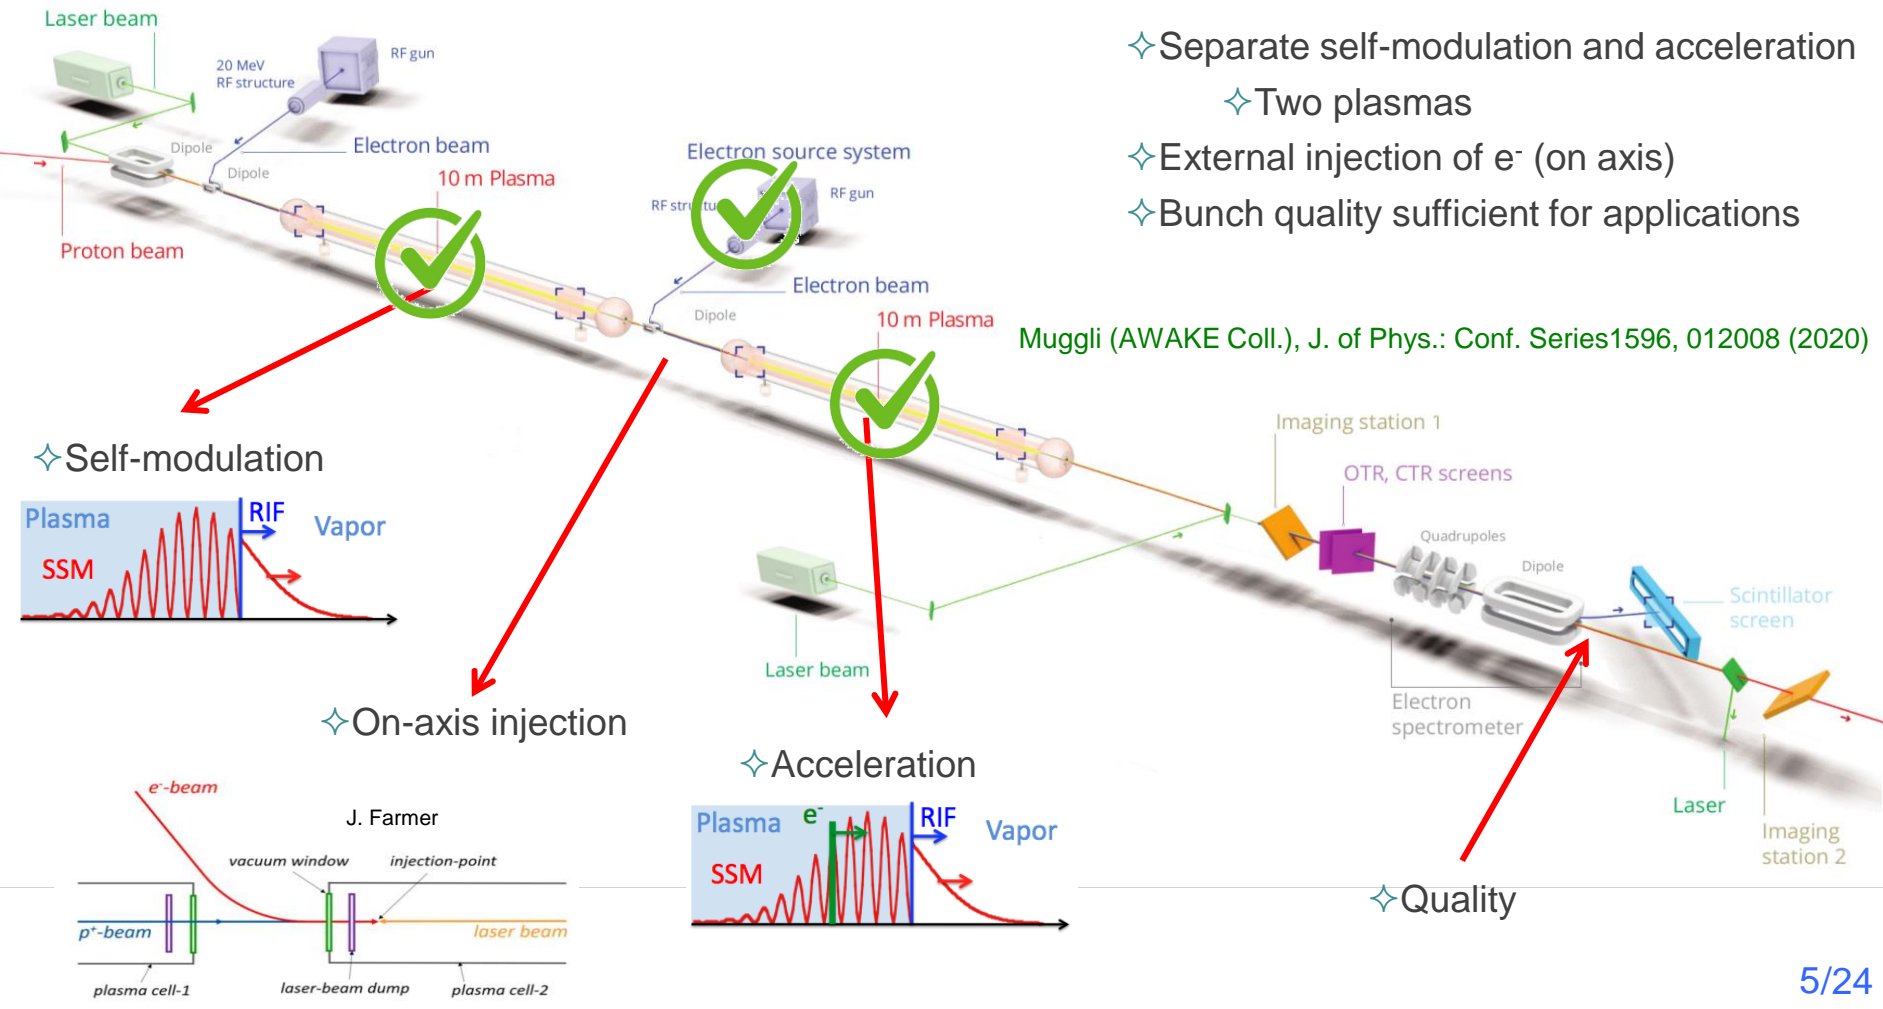 Laser beam
20 MeV
RF structure
RF gun
Dipole
Electron beam
Dipole
10 m Plasma
Proton beam
Electron source system
RF gun
Electron beam
Dipole
10 m Plasma
✧Separate self-modulation and acceleration
✧Two plasmas
✧External injection of e⁻ (on axis)
✧Bunch quality sufficient for applications
Muggli (AWAKE Coll.), J. of Phys.: Conf. Series1596, 012008 (2020)
✧Self-modulation
Plasma
RIF
Vapor
SSM
Imaging station 1
OTR, CTR screens
Quadrupoles
Dipole
Scintillator
screen
Laser beam
Electron
spectrometer
Laser
Imaging
station 2
✧On-axis injection
✧Acceleration
✧Quality
e⁻-beam
J. Farmer
vacuum window
injection-point
p⁺-beam
laser beam
plasma cell-1
laser-beam dump
plasma cell-2
Plasma
e⁻
RIF
Vapor
SSM
5/24